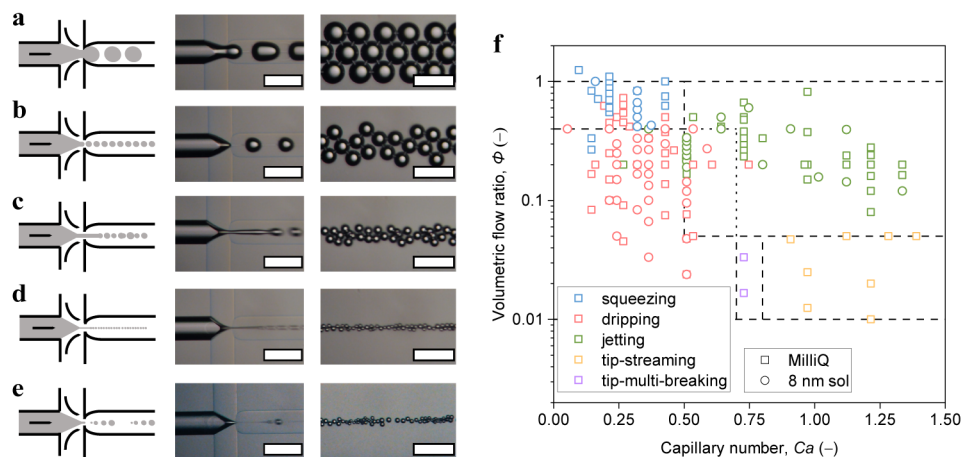 a
b
c
d
e
f
Volumetric flow ratio, Φ (–)
1
0.1
0.01
squeezing
dripping
jetting
tip-streaming
tip-multi-breaking
MilliQ
8 nm sol
0.00 0.25 0.50 0.75 1.00 1.25 1.50
Capillary number, Ca (–)